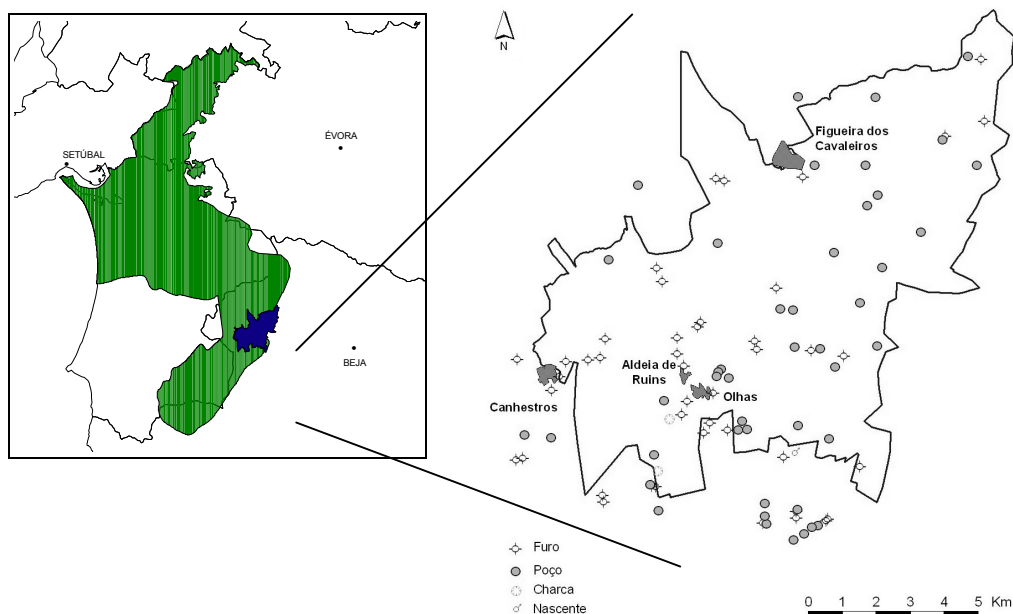 N
ÉVORA
SETÚBAL
BEJA
Figueira dos
Cavaleiros
Aldeia de
Ruins
Olhas
Canhestros
Furo
Poço
Charca
Nascente
0 1 2 3 4 5 Km